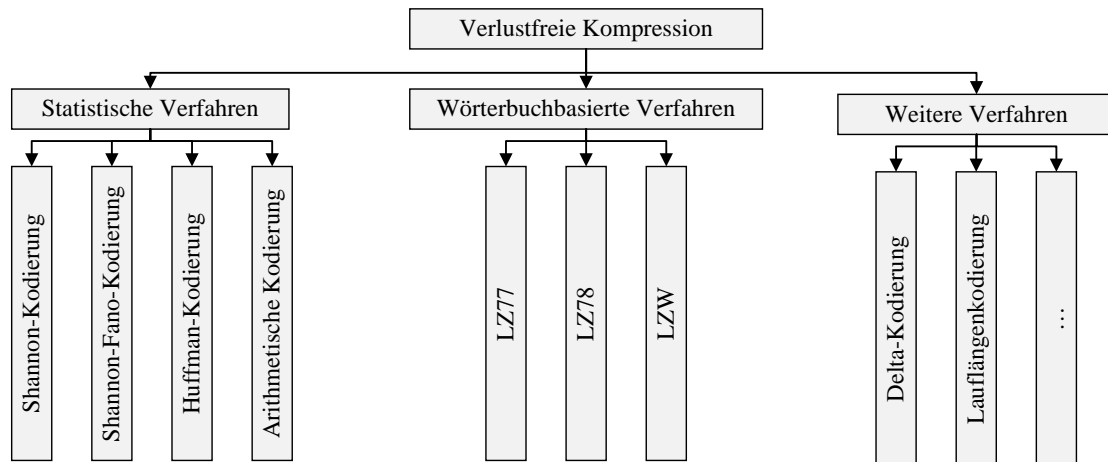 Verlustfreie Kompression
Statistische Verfahren
Wörterbuchbasierte Verfahren
Weitere Verfahren
Shannon-Kodierung
Shannon-Fano-Kodierung
Huffman-Kodierung
Arithmetische Kodierung
LZ77
LZ78
LZW
Delta-Kodierung
Lauflängenkodierung
…